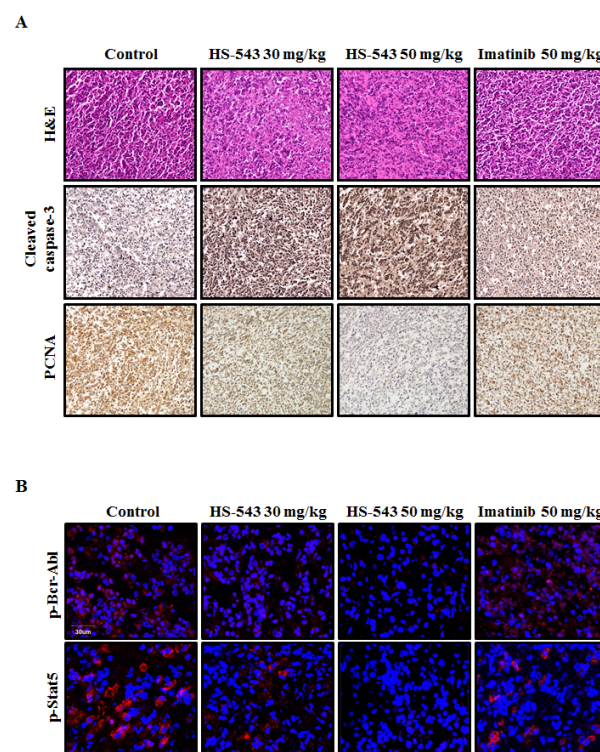 A
Control HS-543 30 mg/kg HS-543 50 mg/kg Imatinib 50 mg/kg
H&E
Cleaved
caspase-3
PCNA
B
Control HS-543 30 mg/kg HS-543 50 mg/kg Imatinib 50 mg/kg
p-Bcr-Abl
30um
p-Stat5